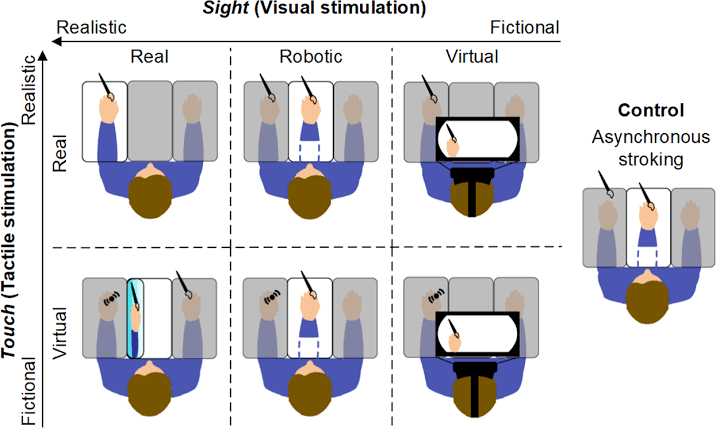 Sight (Visual stimulation)
Realistic
Fictional
Real
Robotic
Virtual
Touch (Tactile stimulation)
Realistic
Fictional
Real
Virtual
Control
Asynchronous
stroking